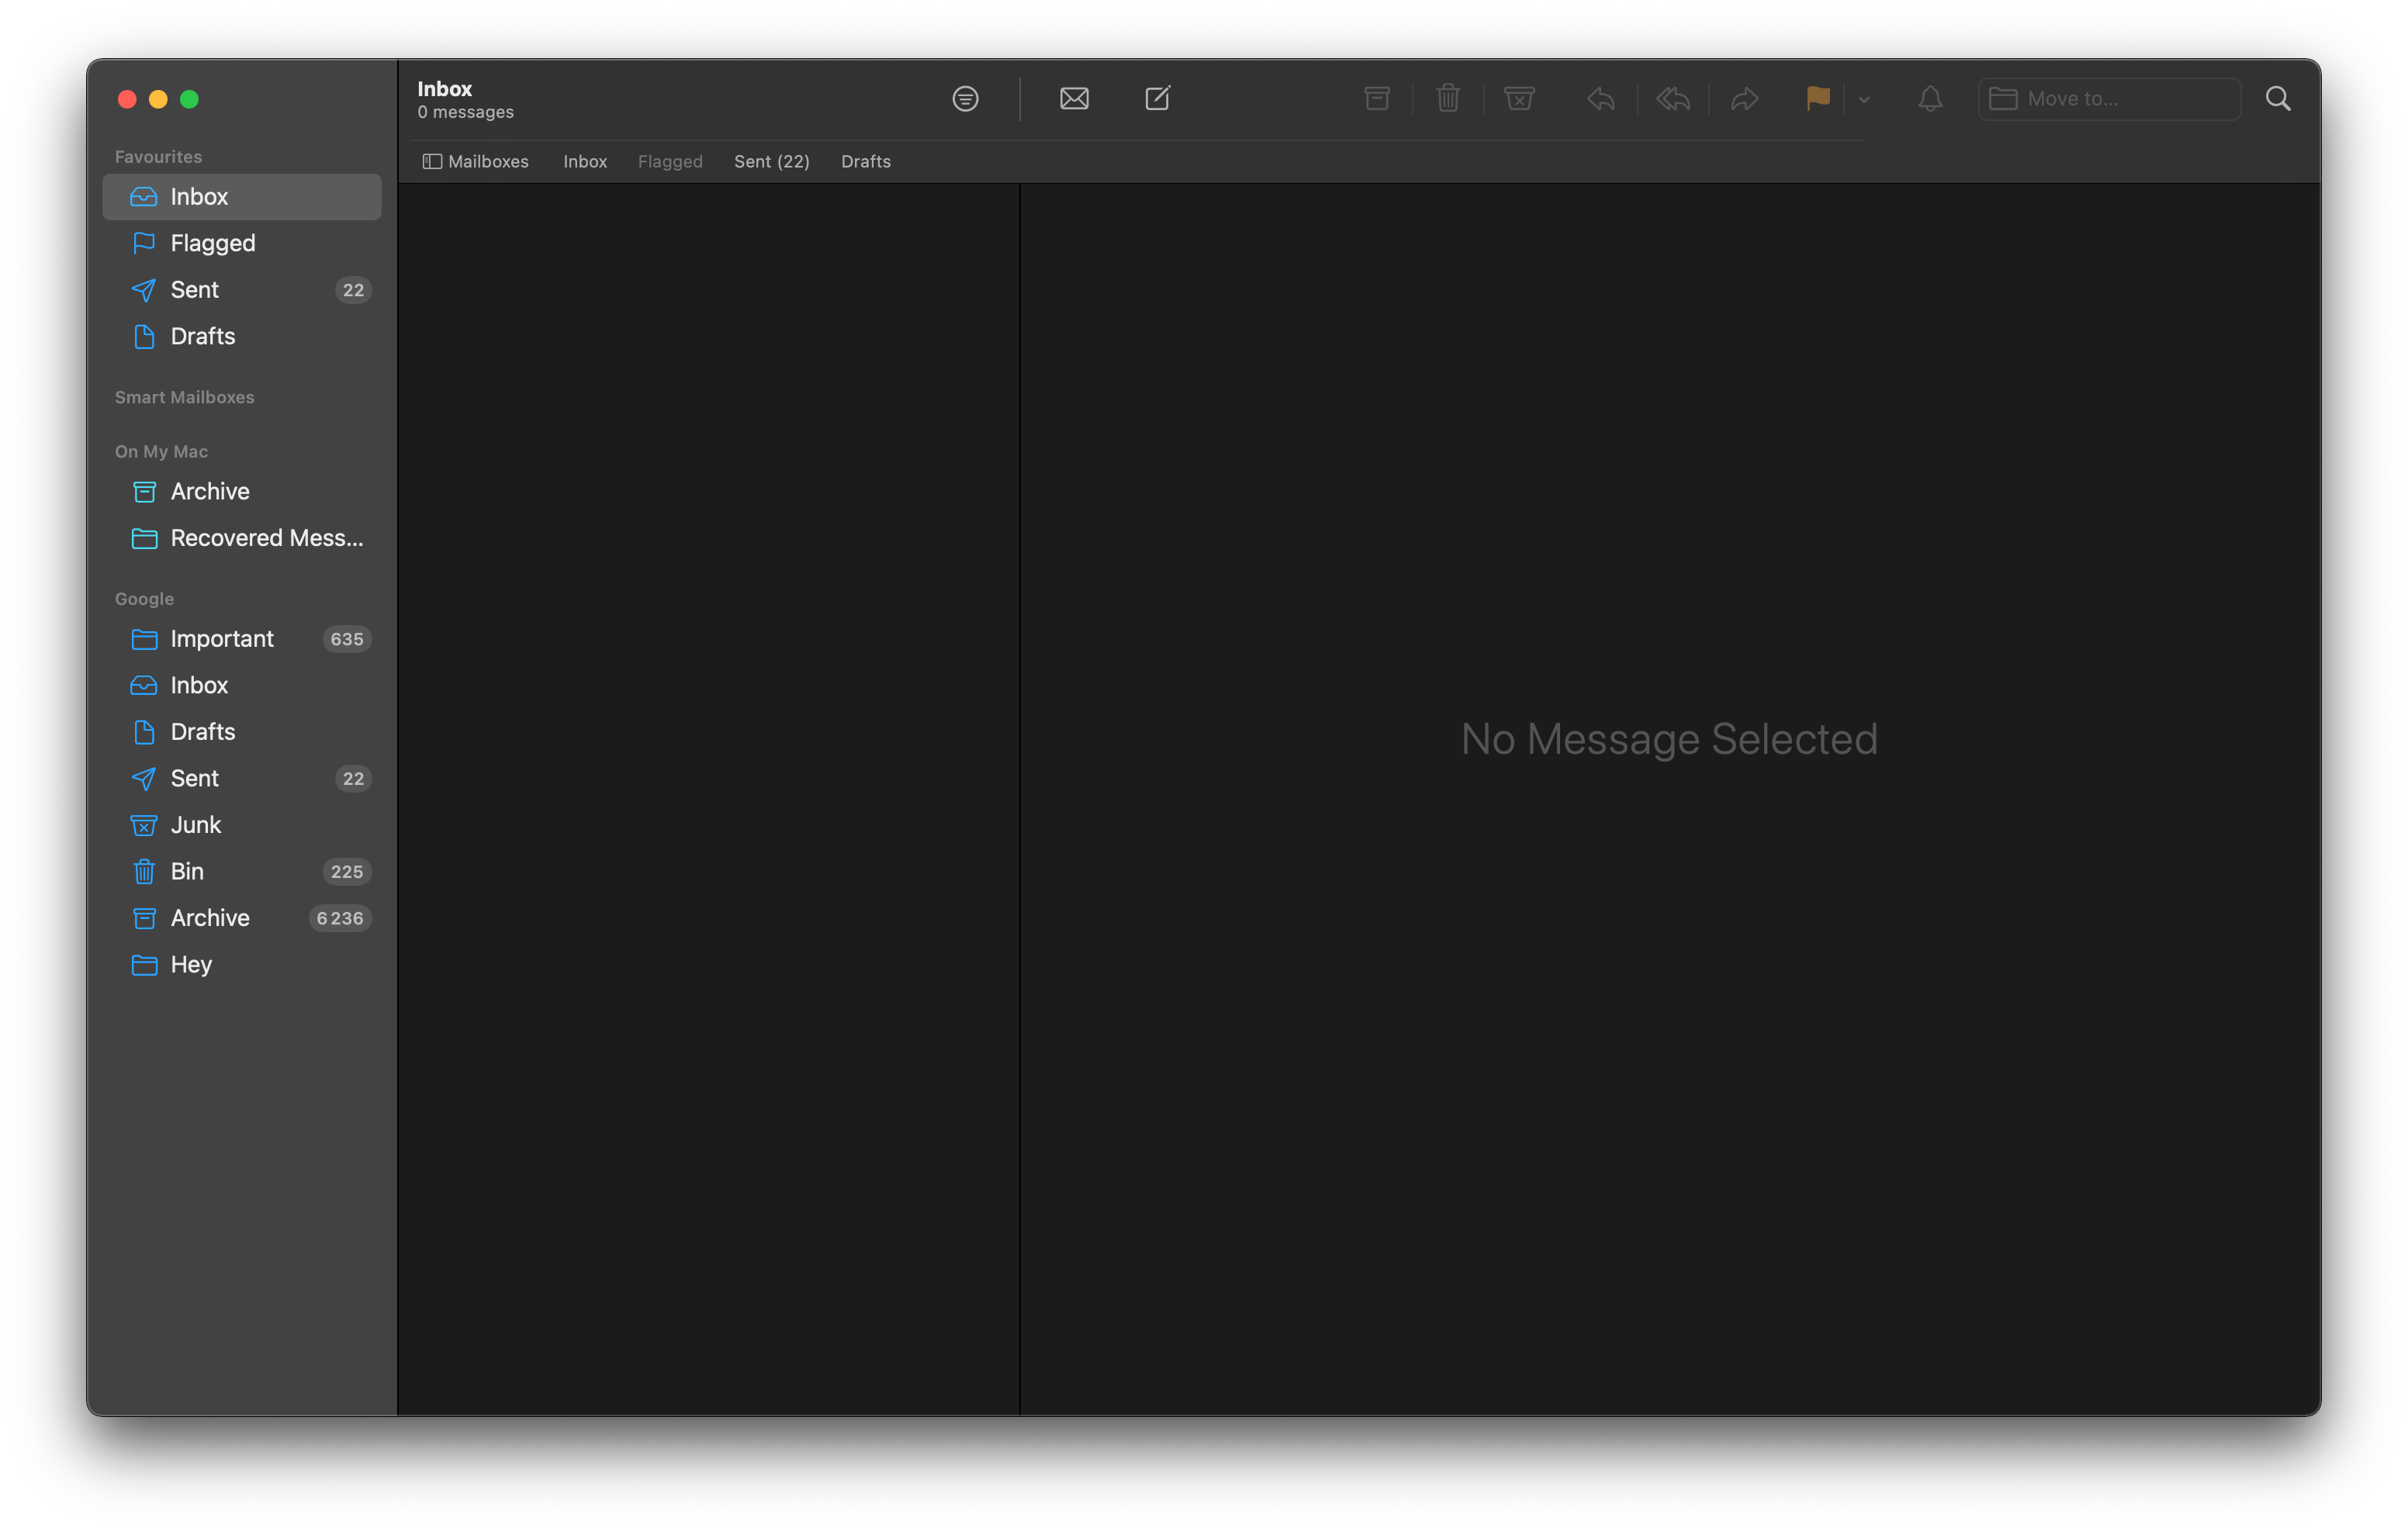 Inbox
0 messages
Move to...
Mailboxes Inbox Flagged Sent (22) Drafts
Favourites
Inbox
Flagged
Sent 22
Drafts
Smart Mailboxes
On My Mac
Archive
Recovered Mess...
Google
Important 635
Inbox
Drafts
Sent 22
Junk
Bin 225
Archive 6 236
Hey
No Message Selected